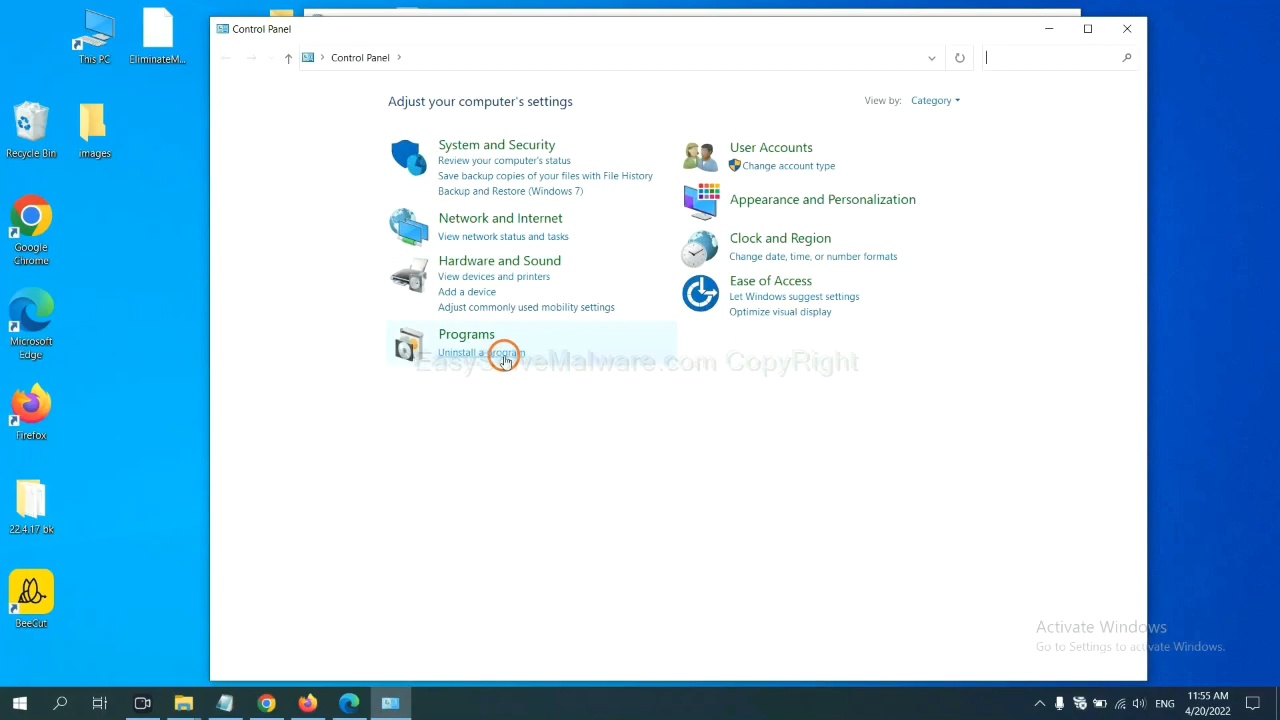 This PC
EliminateM...
Recycle Bin
images
Google
Chrome
Microsoft
Edge
Firefox
22.4.17 bk
BeeCut
Control Panel
Control Panel
Adjust your computer's settings
View by: Category
System and Security
Review your computer's status
Save backup copies of your files with File History
Backup and Restore (Windows 7)
Network and Internet
View network status and tasks
Hardware and Sound
View devices and printers
Add a device
Adjust commonly used mobility settings
Programs
Uninstall a program
User Accounts
Change account type
Appearance and Personalization
Clock and Region
Change date, time, or number formats
Ease of Access
Let Windows suggest settings
Optimize visual display
EasySolveMalware.com CopyRight
Activate Windows
Go to Settings to activate Windows.
ENG
11:55 AM
4/20/2022